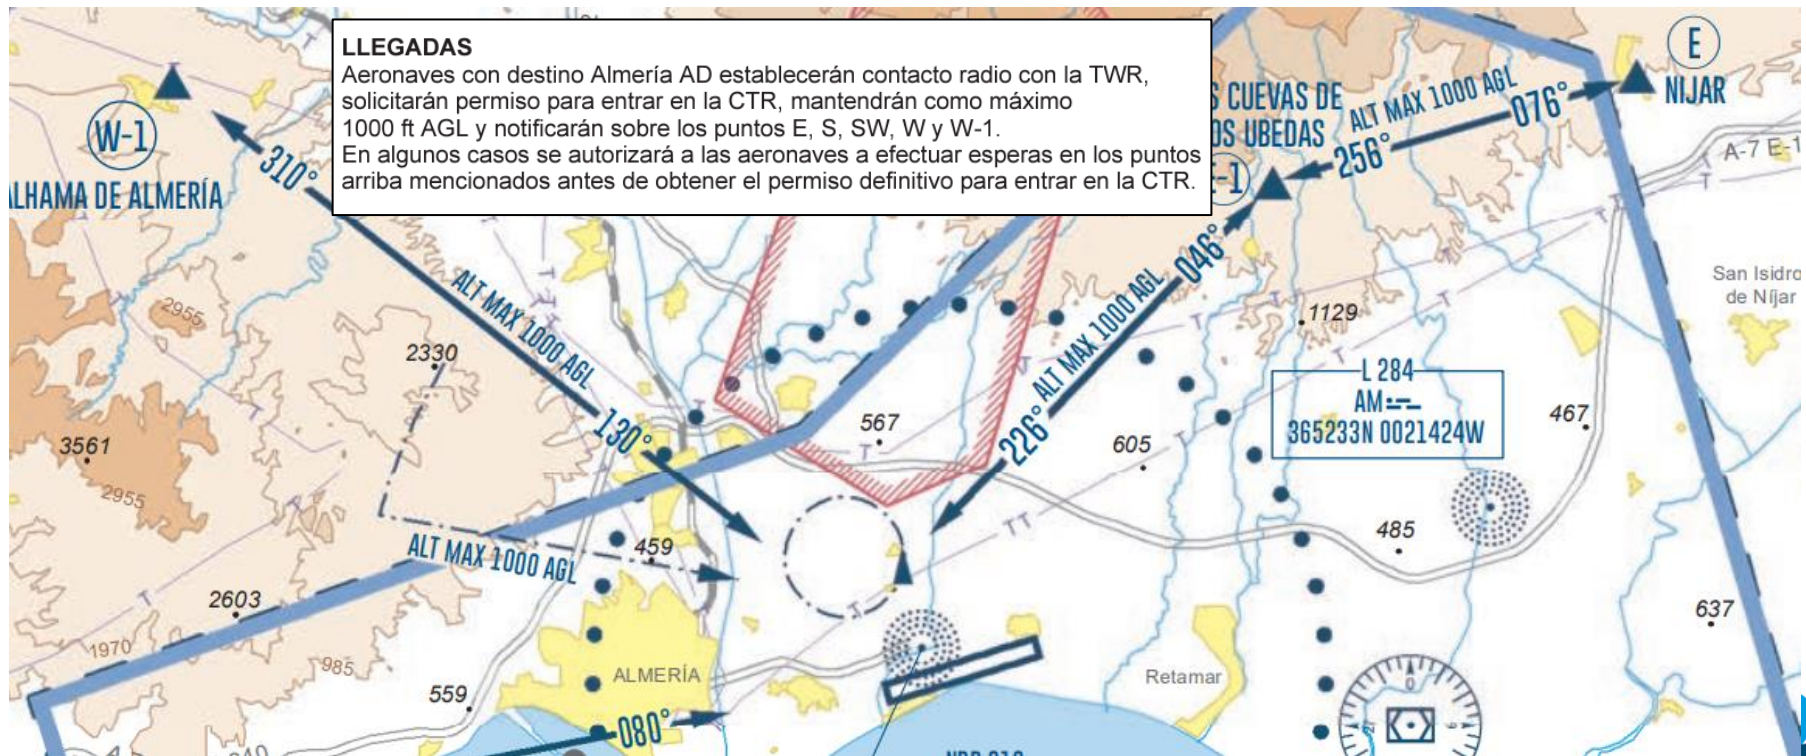 LLEGADAS
Aeronaves con destino Almería AD establecerán contacto radio con la TWR,
solicitarán permiso para entrar en la CTR, mantendrán como máximo
1000 ft AGL y notificarán sobre los puntos E, S, SW, W y W-1.
En algunos casos se autorizará a las aeronaves a efectuar esperas en los puntos
arriba mencionados antes de obtener el permiso definitivo para entrar en la CTR.
E
NIJAR
CUEVAS DE
UBEDAS
ALT MAX 1000 AGL
076°
256°
A-7 E-1
W-1
310°
ALHAMA DE ALMERÍA
046°
ALT MAX 1000 AGL
226°
ALT MAX 1000 AGL
130°
San Isidro
de Níjar
2955
1129
2330
L 284
AM
365233N 0021424W
467
567
605
3561
2955
485
459
ALT MAX 1000 AGL
2603
637
1970
985
ALMERÍA
Retamar
559
080°
0